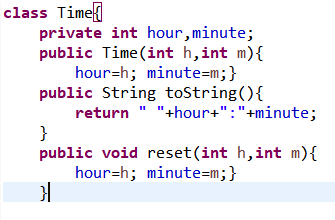 class Time{
    private int hour,minute;
    public Time(int h,int m){
        hour=h; minute=m;}
    public String toString(){
        return " "+hour+":"+minute;
    }
    public void reset(int h,int m){
        hour=h; minute=m;}
    }